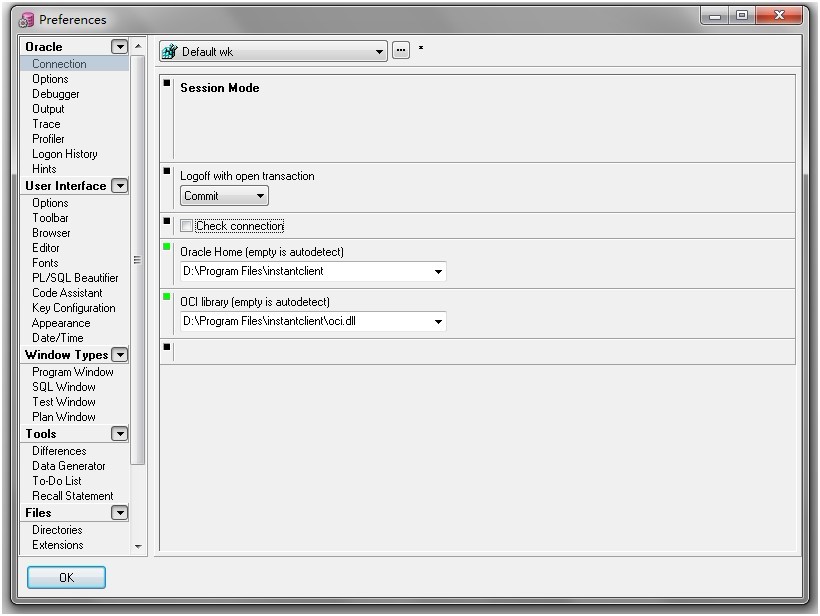 Preferences
Oracle
Connection
Options
Debugger
Output
Trace
Profiler
Logon History
Hints
User Interface
Options
Toolbar
Browser
Editor
Fonts
PL/SQL Beautifier
Code Assistant
Key Configuration
Appearance
Date/Time
Window Types
Program Window
SQL Window
Test Window
Plan Window
Tools
Differences
Data Generator
To-Do List
Recall Statement
Files
Directories
Extensions
Default wk
Session Mode
Logoff with open transaction
Commit
Check connection
Oracle Home (empty is autodetect)
D:\Program Files\instantclient
OCI library (empty is autodetect)
D:\Program Files\instantclient\oci.dll
OK